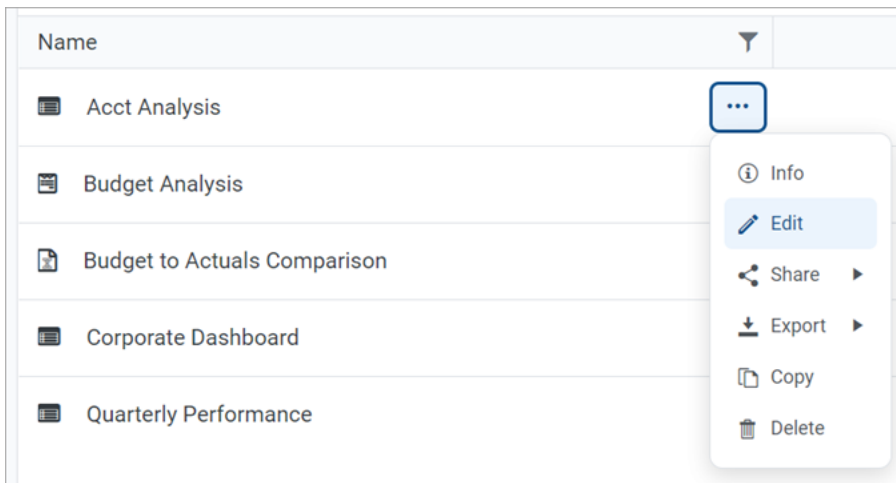 Name
Acct Analysis
Budget Analysis
Budget to Actuals Comparison
Corporate Dashboard
Quarterly Performance
Info
Edit
Share
Export
Copy
Delete